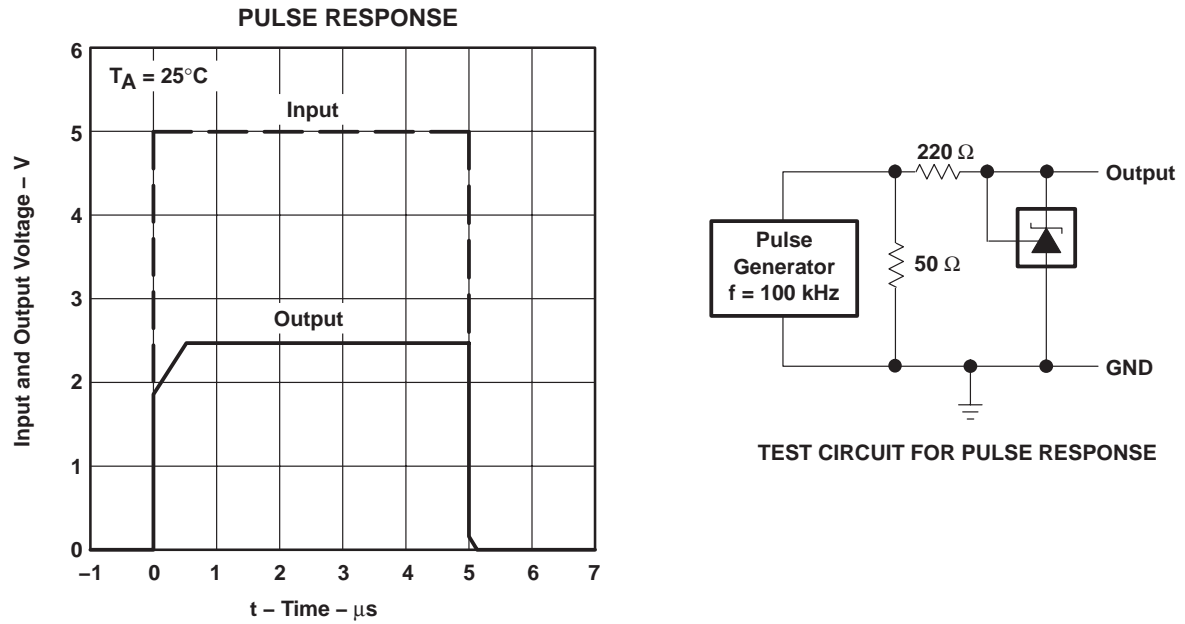 PULSE RESPONSE
6
TA = 25°C
Input
5
4
3
Output
2
1
0
–1 0 1 2 3 4 5 6 7
t – Time – μs
Input and Output Voltage – V
220 Ω
Output
Pulse
Generator
f = 100 kHz
50 Ω
GND
TEST CIRCUIT FOR PULSE RESPONSE